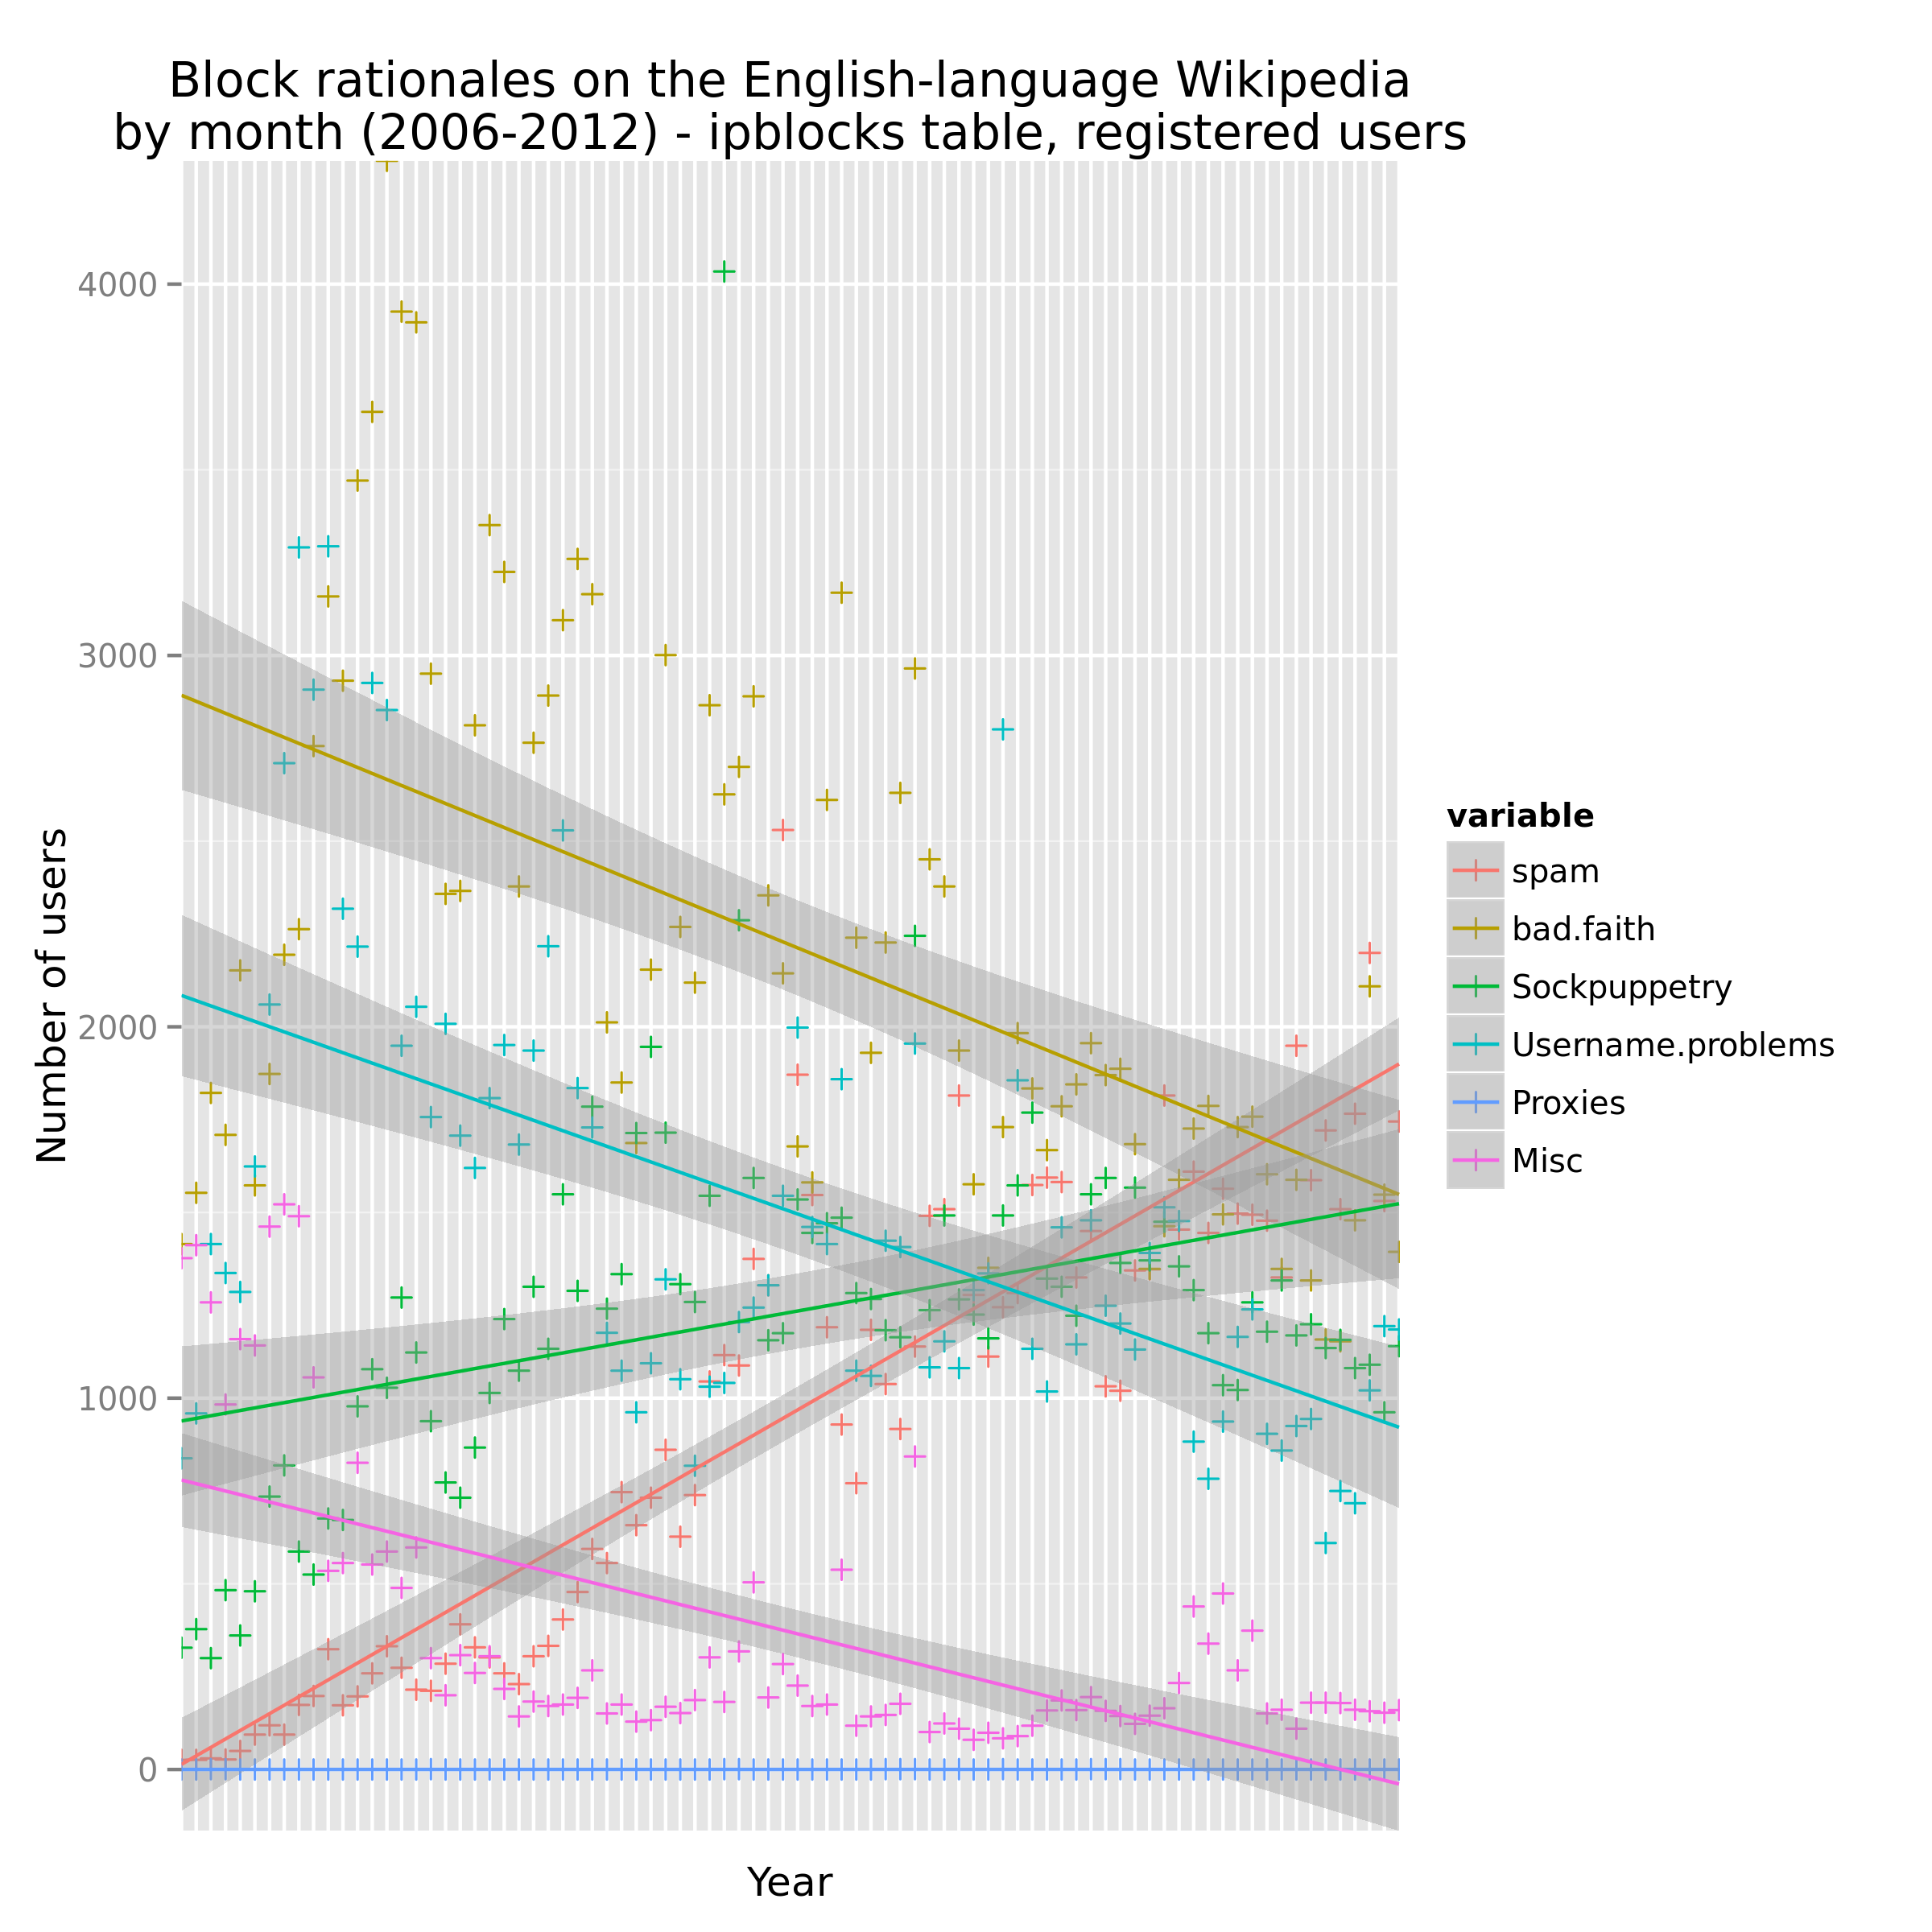 Block rationales on the English-language Wikipedia
by month (2006-2012) - ipblocks table, registered users
4000
3000
2000
1000
0
Number of users
Year
variable
spam
bad.faith
Sockpuppetry
Username.problems
Proxies
Misc